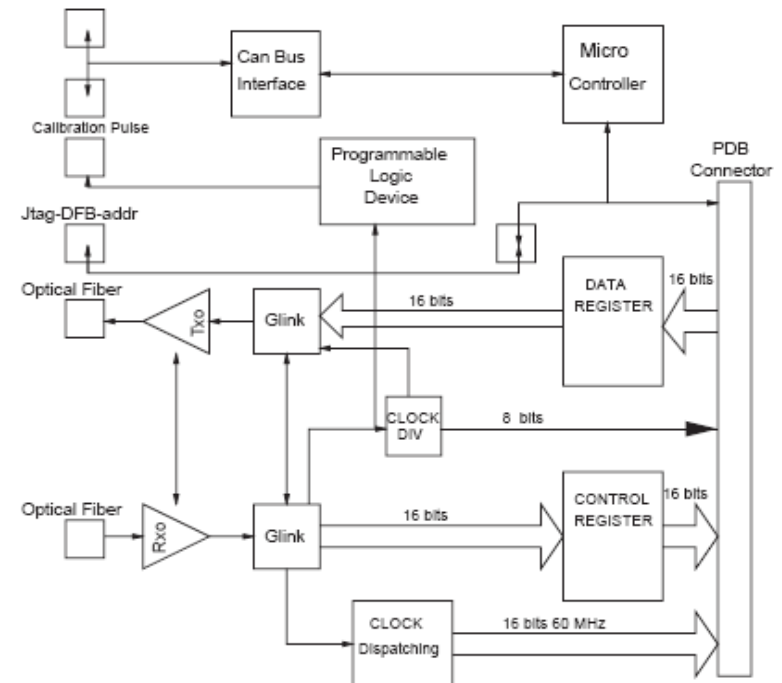 Can Bus
Interface
Micro
Controller
Calibration Pulse
Programmable
Logic
Device
PDB
Connector
Jtag-DFB-addr
Optical Fiber
Txo
Glink
16 bits
DATA
REGISTER
16 bits
CLOCK
DIV
8 bits
Optical Fiber
Rxo
Glink
16 bits
CONTROL
REGISTER
16 bits
CLOCK
Dispatching
16 bits 60 MHz